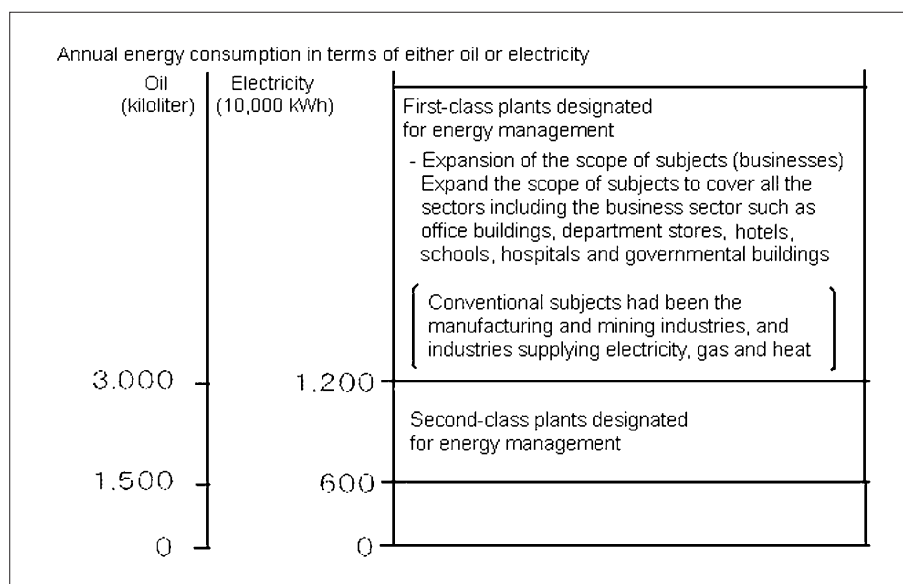 Annual energy consumption in terms of either oil or electricity
Oil
(kiloliter)
Electricity
(10,000 KWh)
First-class plants designated
for energy management
- Expansion of the scope of subjects (businesses)
Expand the scope of subjects to cover all the
sectors including the business sector such as
office buildings, department stores, hotels,
schools, hospitals and governmental buildings
Conventional subjects had been the
manufacturing and mining industries, and
industries supplying electricity, gas and heat
3.000
1.200
Second-class plants designated
for energy management
1.500
600
0
0